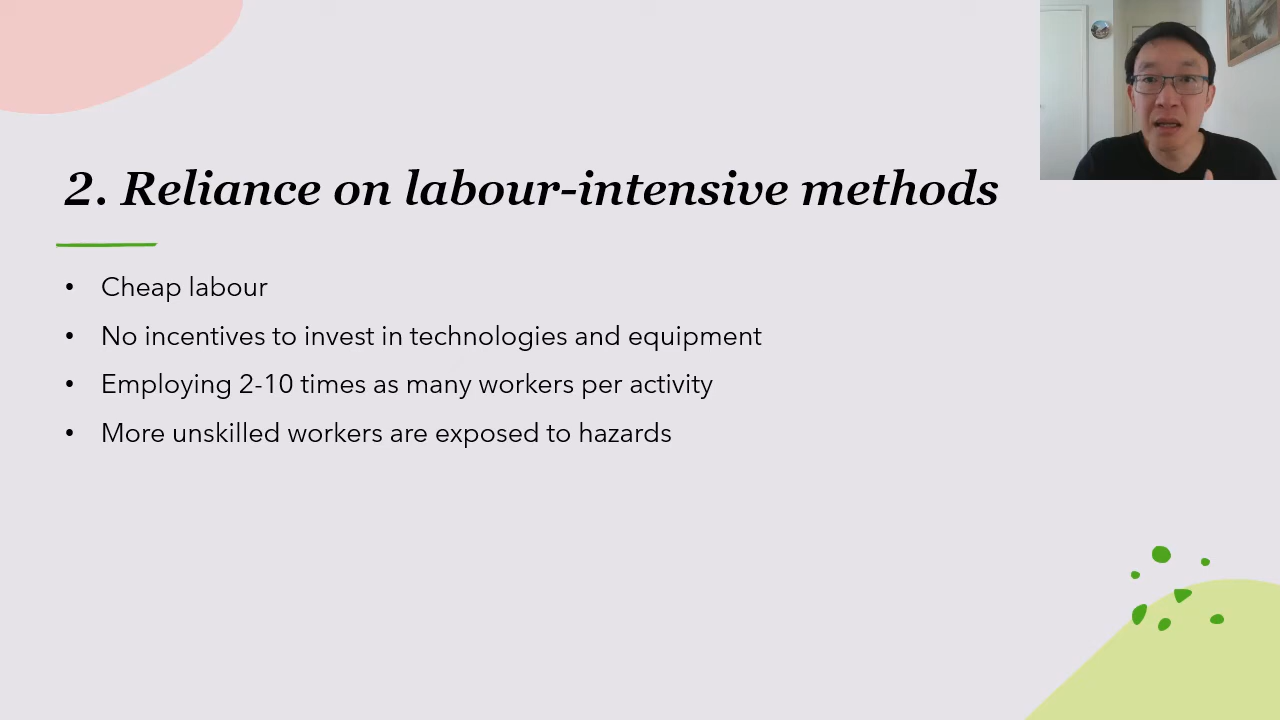 2. Reliance on labour-intensive methods
• Cheap labour
• No incentives to invest in technologies and equipment
• Employing 2-10 times as many workers per activity
• More unskilled workers are exposed to hazards